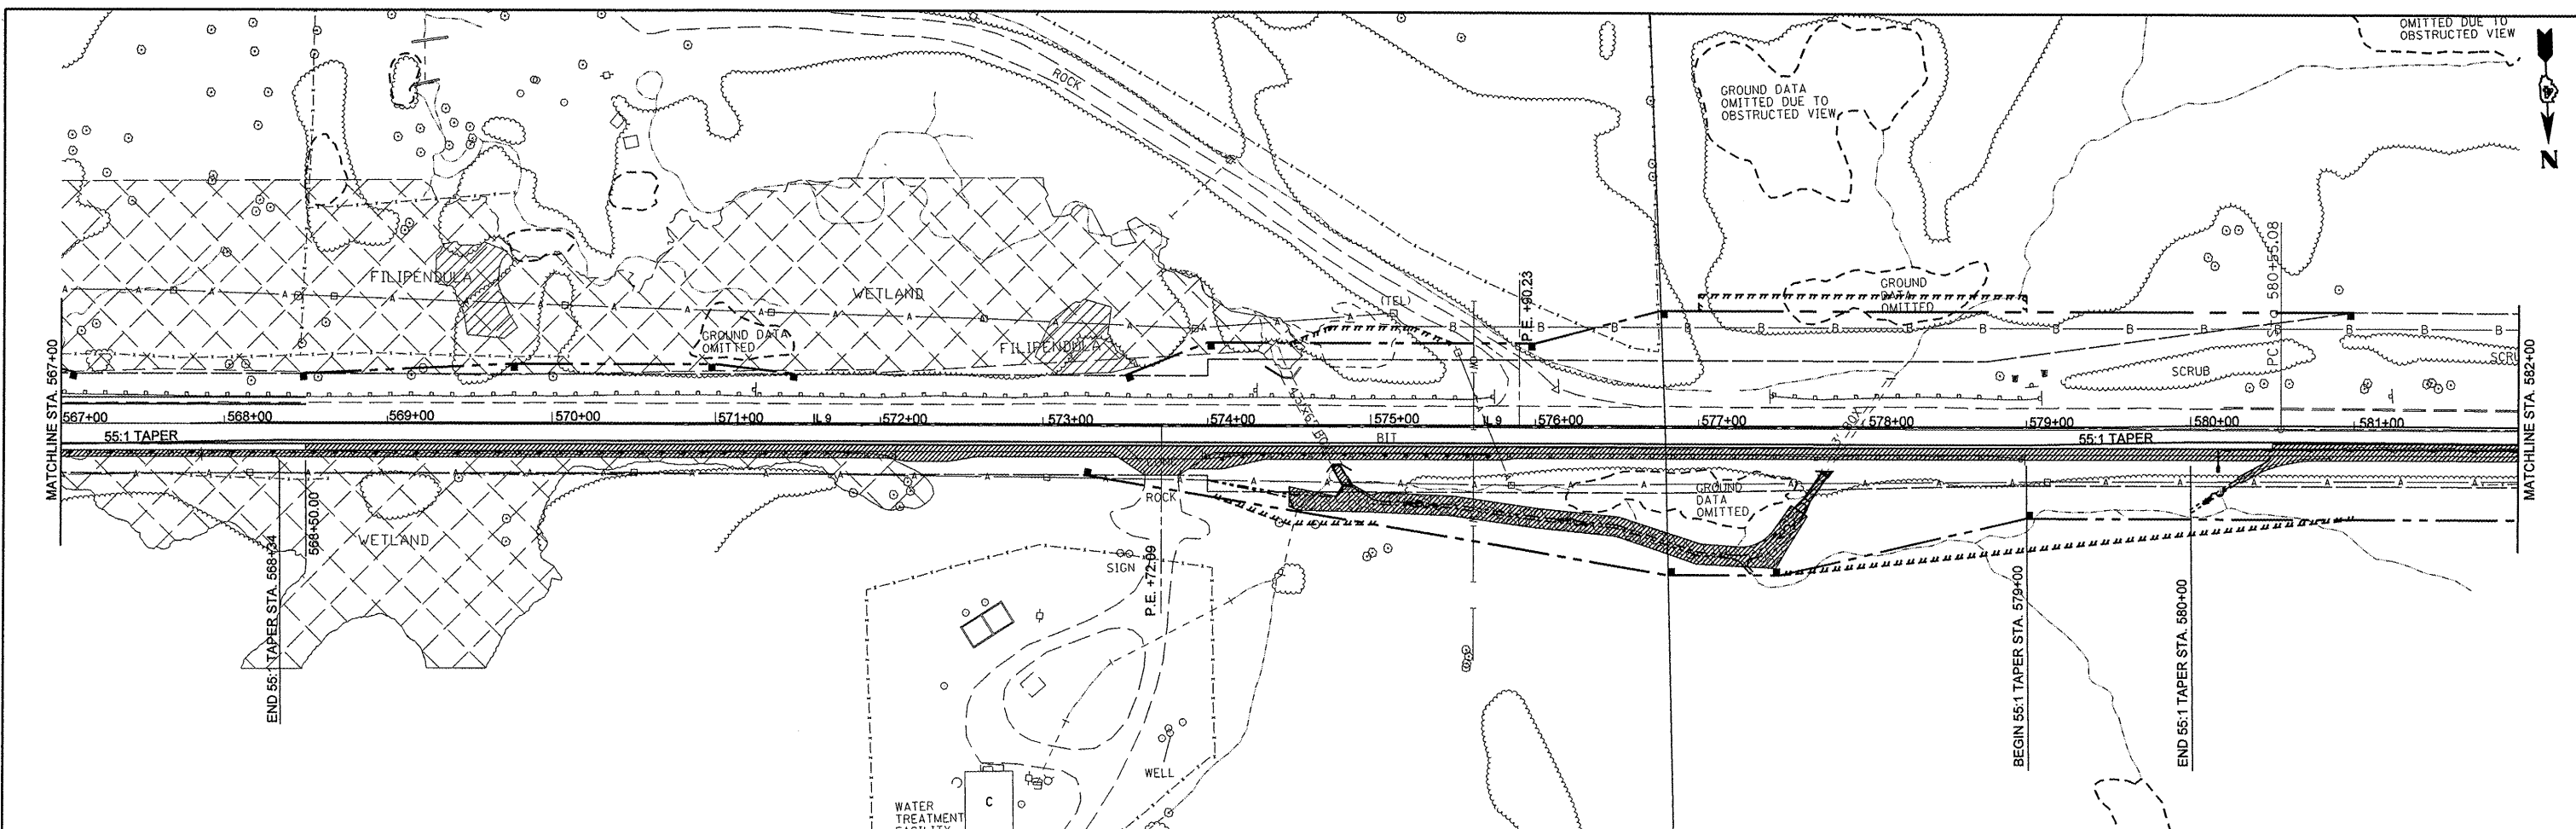 OMITTED DUE TO
OBSTRUCTED VIEW
ROCK
GROUND DATA
OMITTED DUE TO
OBSTRUCTED VIEW
N
FILIPENDULA
WETLAND
(TEL)
P.E. +90.23
GROUND
DATA
OMITTED
PC Sta 580+55.08
GROUND DATA
OMITTED
FILIPENDULA
SCRUB
SCRU
MATCHLINE STA. 567+00
MATCHLINE STA. 582+00
567+00
568+00
569+00
570+00
571+00
IL 9
572+00
573+00
574+00
575+00
IL 9
576+00
577+00
578+00
579+00
580+00
581+00
55:1 TAPER
BIT
55:1 TAPER
ROCK
GROUND
DATA
OMITTED
WETLAND
568+50.00
END 55:1 TAPER STA. 568+34
SIGN
P.E. +72.09
BEGIN 55:1 TAPER STA. 579+00
END 55:1 TAPER STA. 580+00
WELL
WATER
TREATMENT
FACILITY
C